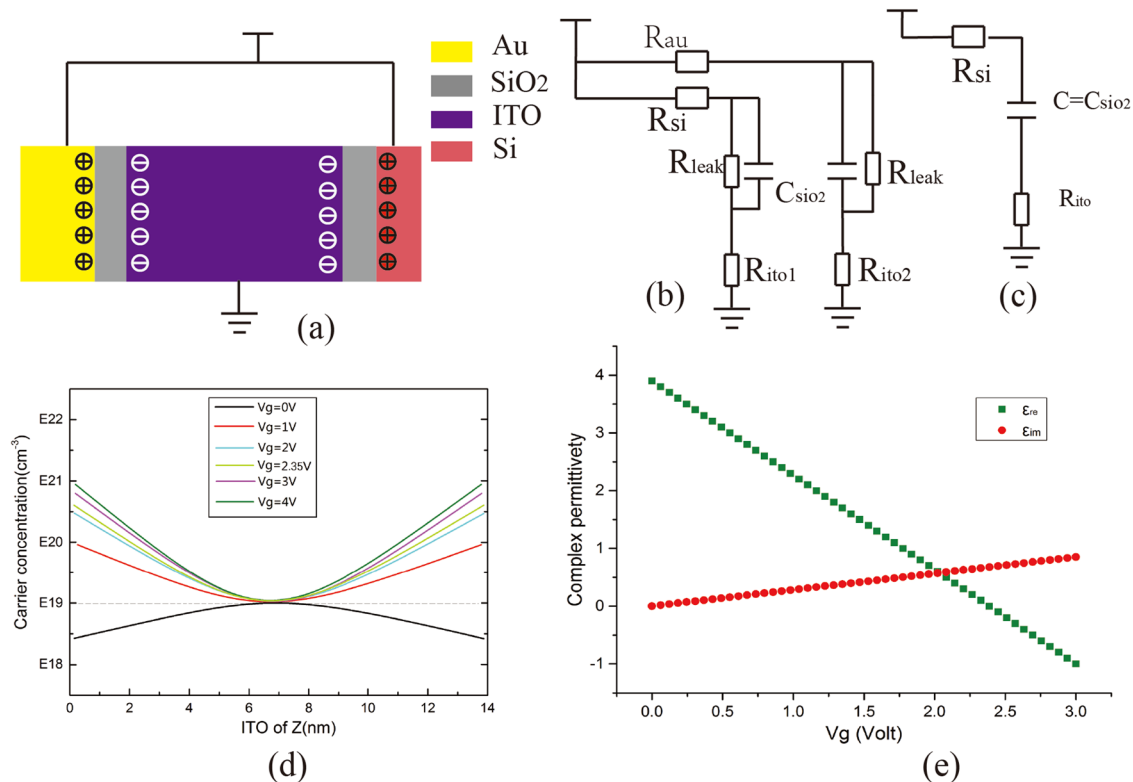 Au
SiO2
ITO
Si
(a)
Rau
Rsi
Rleak
Csio2
Rleak
Rito1
Rito2
(b)
Rsi
C=Csio2
Rito
(c)
Carrier concentration(cm-3)
E22
E21
E20
E19
E18
Vg=0V
Vg=1V
Vg=2V
Vg=2.35V
Vg=3V
Vg=4V
0 2 4 6 8 10 12 14
ITO of Z(nm)
(d)
Complex permittivety
4
3
2
1
0
-1
εre
εim
0.0 0.5 1.0 1.5 2.0 2.5 3.0
Vg (Volt)
(e)